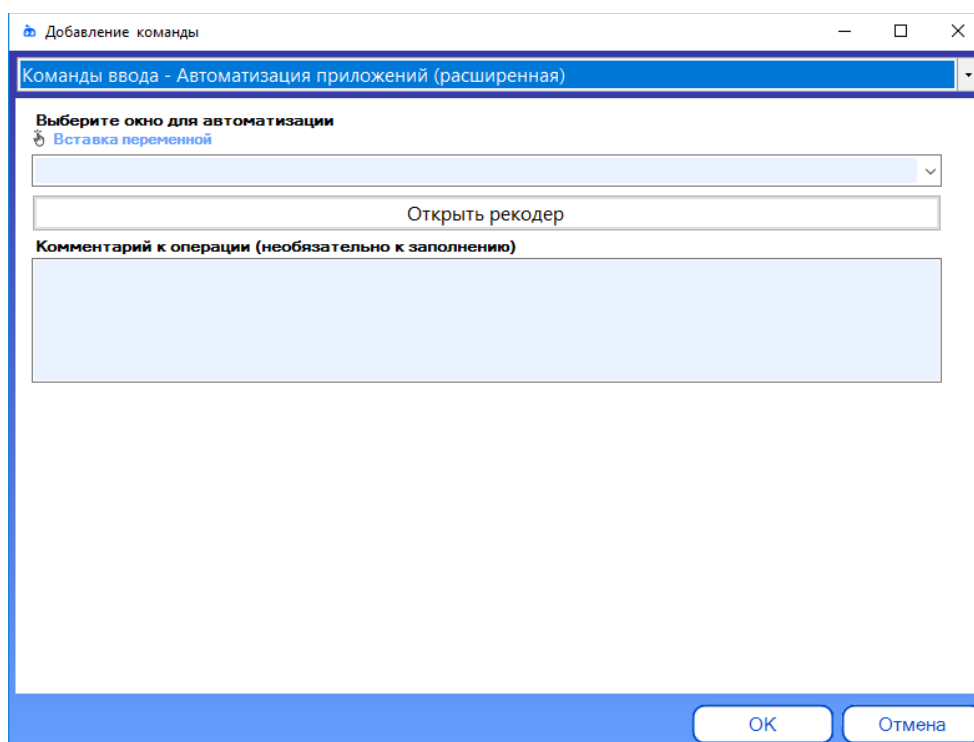 Добавление команды
Команды ввода - Автоматизация приложений (расширенная)
Выберите окно для автоматизации
Вставка переменной
Открыть рекодер
Комментарий к операции (необязательно к заполнению)
OK
Отмена